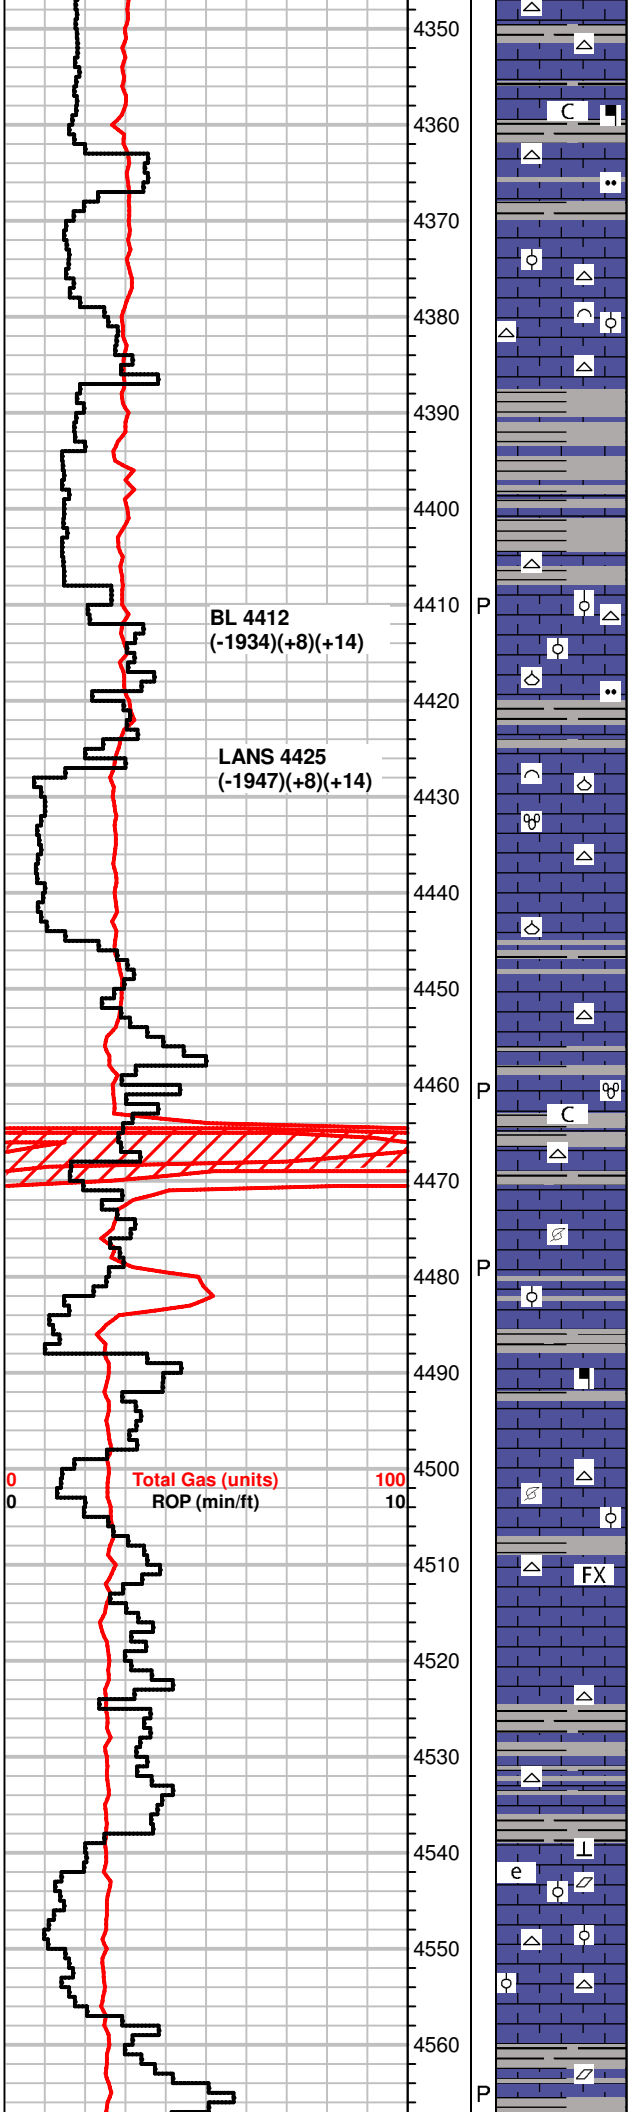 4350
C
4360
4370
4380
4390
4400
4410 P
BL 4412
(-1934)(+8)(+14)
4420
LANS 4425
(-1947)(+8)(+14)
4430
4440
4450
4460 P
C
4470
P
4480
4490
4500
0 Total Gas (units) 100
0 ROP (min/ft) 10
4510
FX
4520
4530
4540
e
4550
4560
P